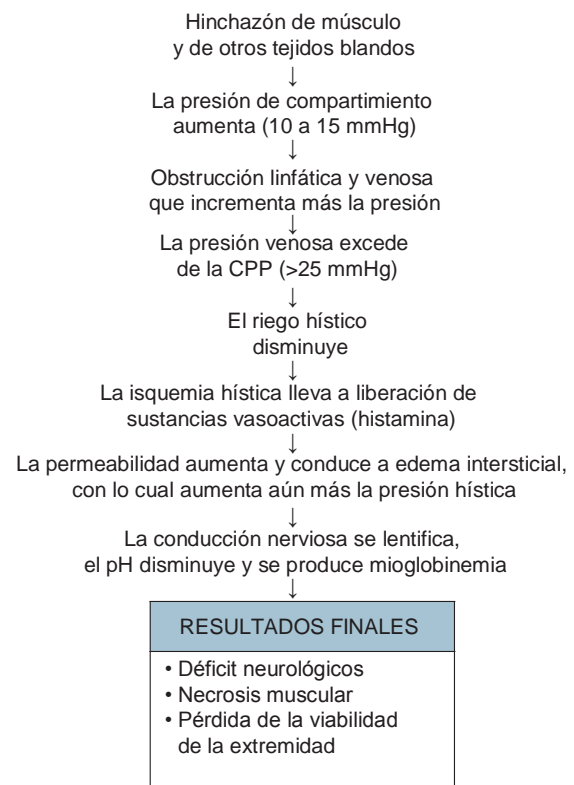 Hinchazón de músculo
y de otros tejidos blandos
↓
La presión de compartimiento
aumenta (10 a 15 mmHg)
↓
Obstrucción linfática y venosa
que incrementa más la presión
↓
La presión venosa excede
de la CPP (>25 mmHg)
↓
El riego hístico
disminuye
↓
La isquemia hística lleva a liberación de
sustancias vasoactivas (histamina)
↓
La permeabilidad aumenta y conduce a edema intersticial,
con lo cual aumenta aún más la presión hística
↓
La conducción nerviosa se lentifica,
el pH disminuye y se produce mioglobinemia
↓
RESULTADOS FINALES
• Déficit neurológicos
• Necrosis muscular
• Pérdida de la viabilidad
de la extremidad